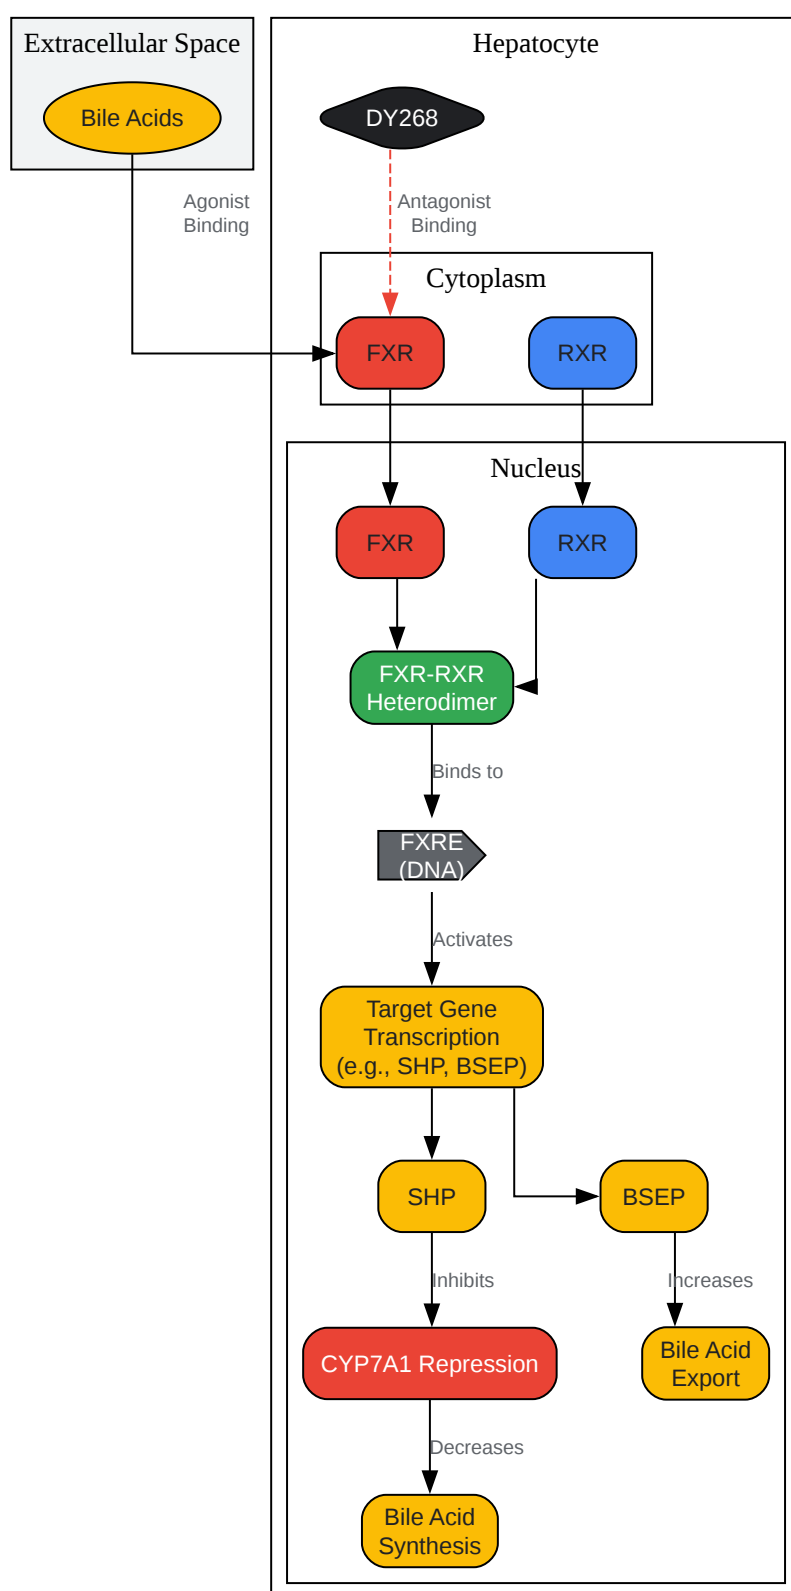 Extracellular Space
Hepatocyte
Bile Acids
DY268
Agonist
Binding
Antagonist
Binding
Cytoplasm
FXR
RXR
Nucleus
FXR
RXR
FXR-RXR
Heterodimer
Binds to
FXRE
(DNA)
Activates
Target Gene
Transcription
(e.g., SHP, BSEP)
SHP
BSEP
Inhibits
Increases
CYP7A1 Repression
Bile Acid
Export
Decreases
Bile Acid
Synthesis